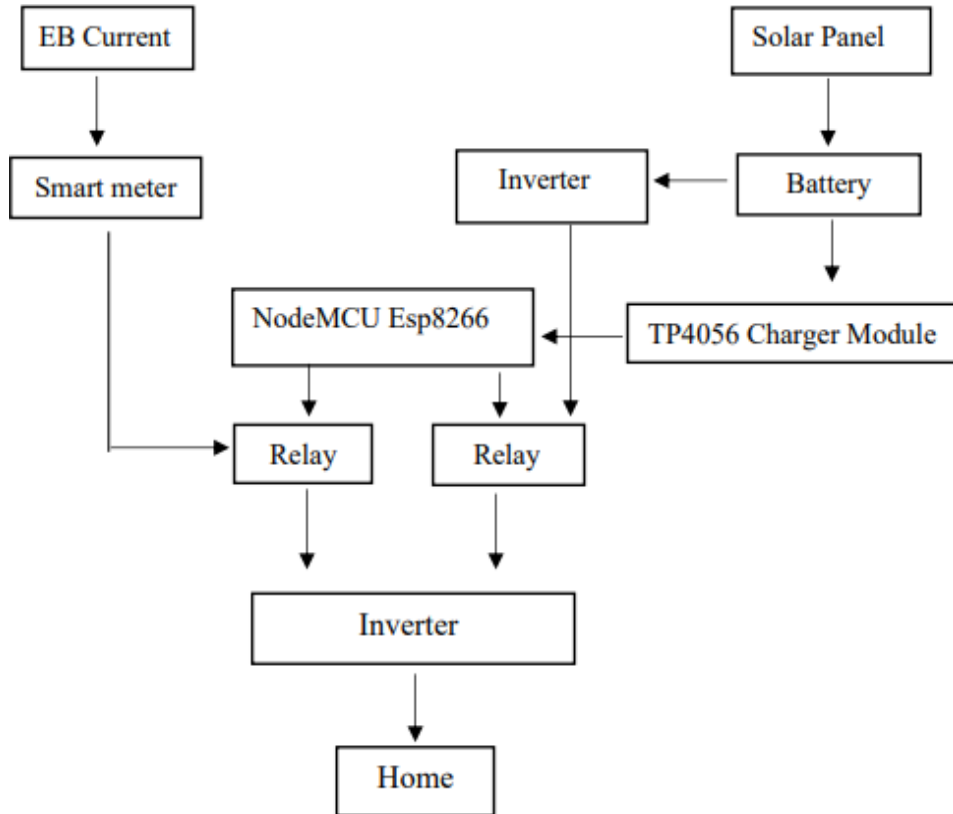 EB Current
Solar Panel
Smart meter
Inverter
Battery
NodeMCU Esp8266
TP4056 Charger Module
Relay
Relay
Inverter
Home